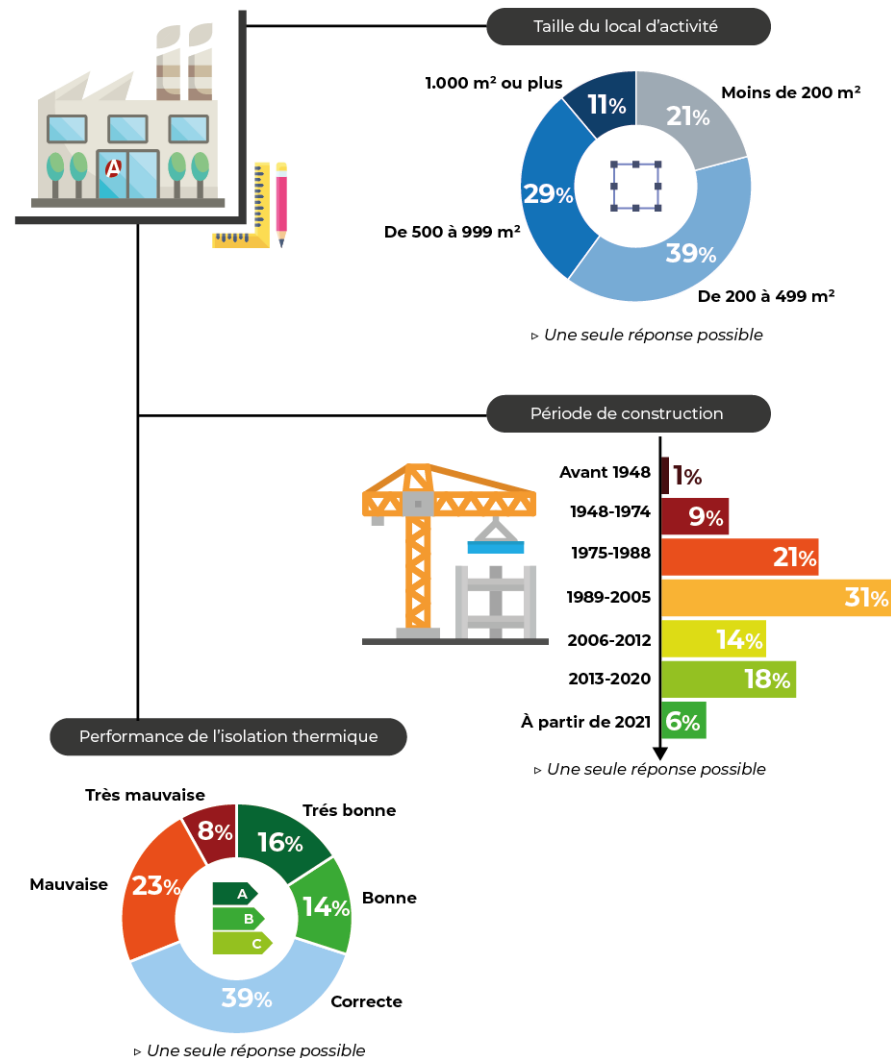 Taille du local d’activité
1.000 m² ou plus
11%
21%
Moins de 200 m²
29%
De 500 à 999 m²
39%
De 200 à 499 m²
▹ Une seule réponse possible
A
Période de construction
Avant 1948
1%
1948-1974
9%
1975-1988
21%
1989-2005
31%
2006-2012
14%
2013-2020
18%
À partir de 2021
6%
▹ Une seule réponse possible
Performance de l’isolation thermique
Très mauvaise
8%
16%
Trés bonne
Mauvaise
23%
A
B
C
14%
Bonne
39%
Correcte
▹ Une seule réponse possible